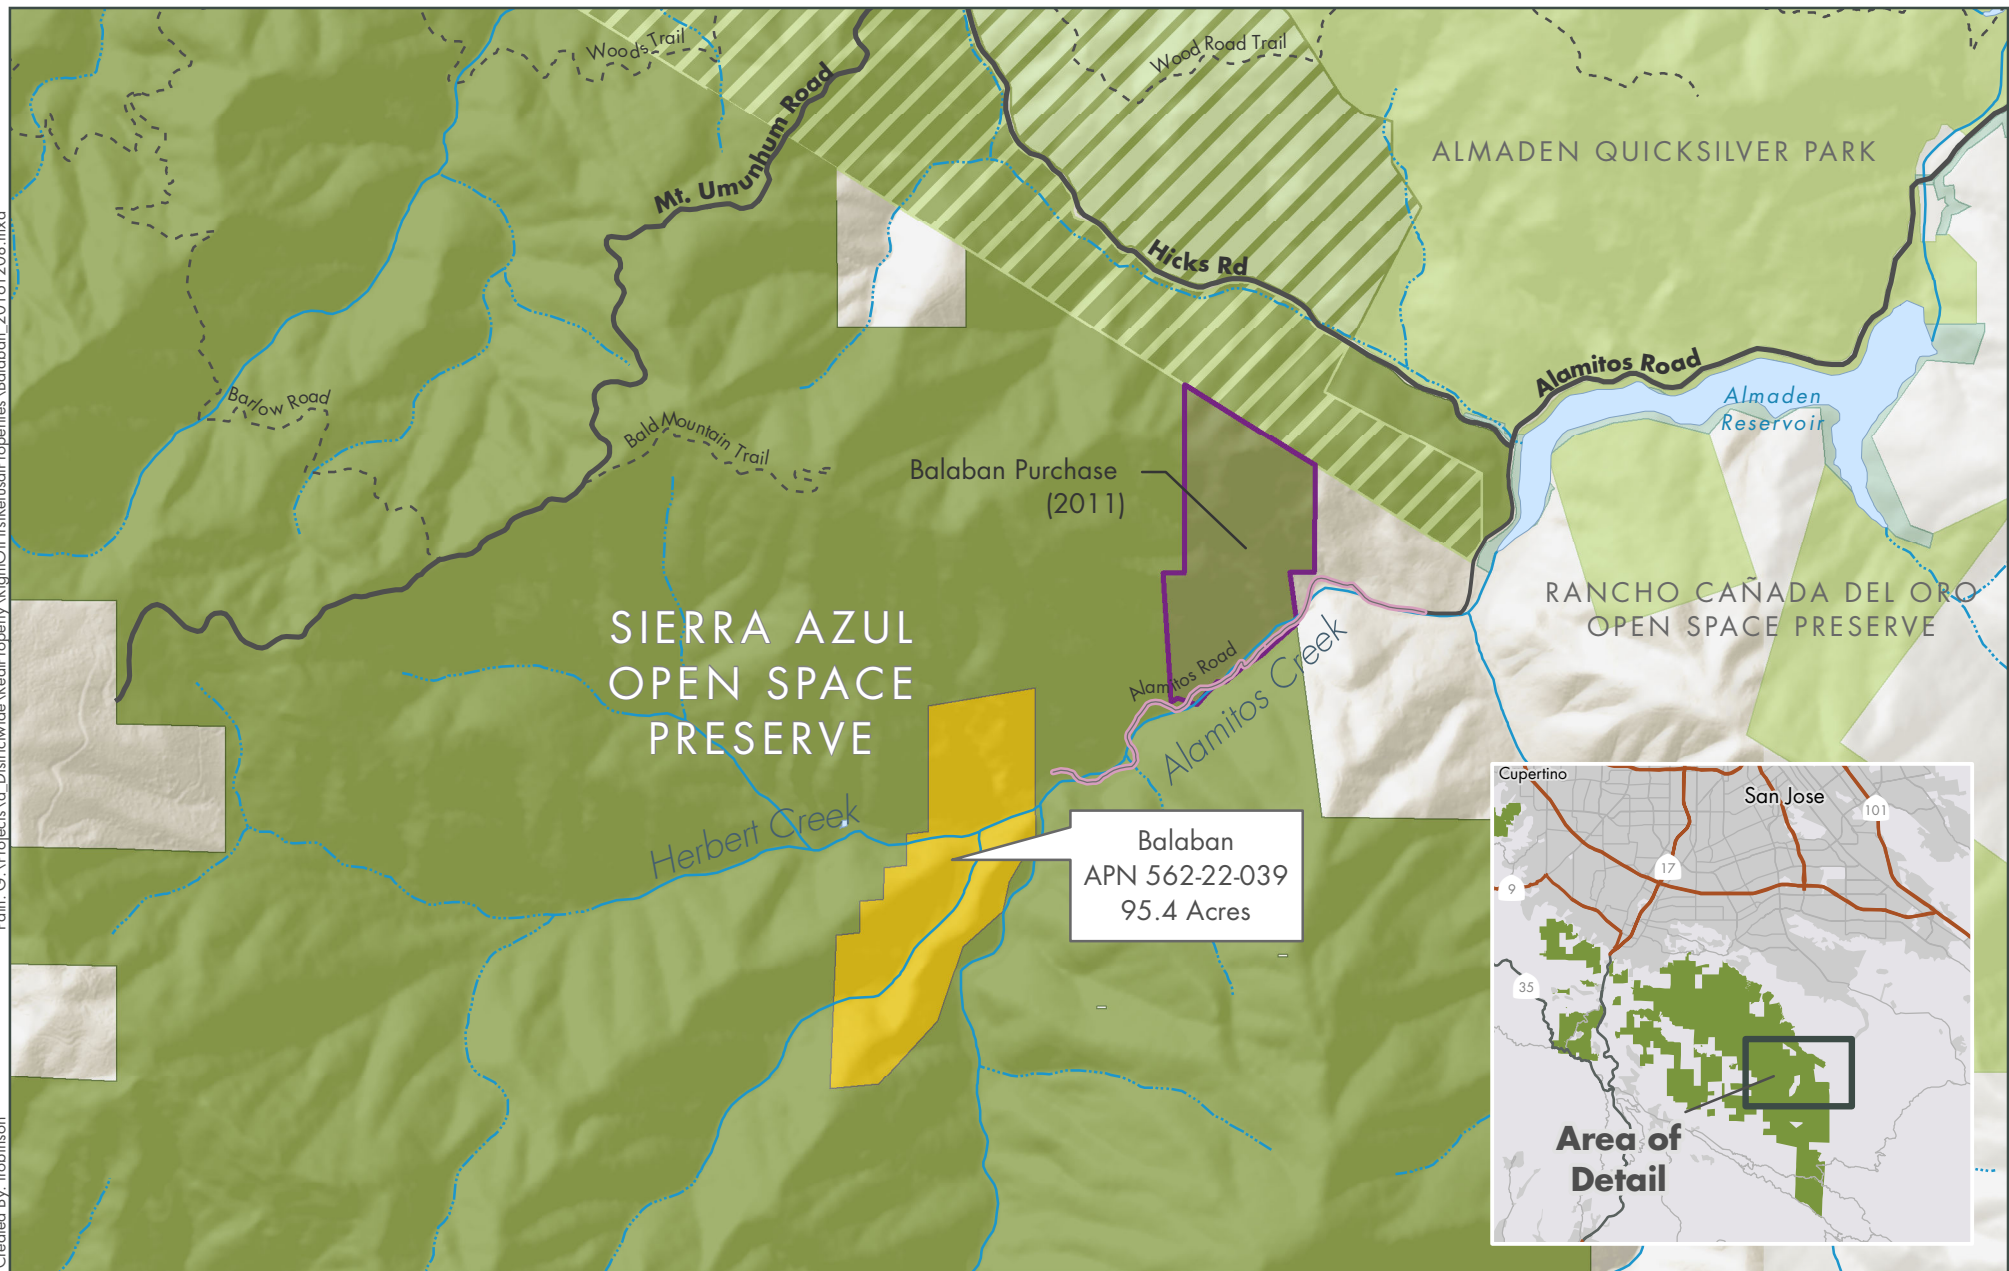 Woods Trail
Wood Road Trail
Mt. Umunhum Road
ALMADEN QUICKSILVER PARK
Hicks Rd
Alamitos Road
Almaden
Reservoir
Barlow Road
Bald Mountain Trail
Balaban Purchase
(2011)
RANCHO CAÑADA DEL ORO
OPEN SPACE PRESERVE
SIERRA AZUL
OPEN SPACE
PRESERVE
Alamitos Road
Alamitos Creek
Herbert Creek
Balaban
APN 562-22-039
95.4 Acres
Cupertino
San Jose
101
17
9
35
Area of
Detail